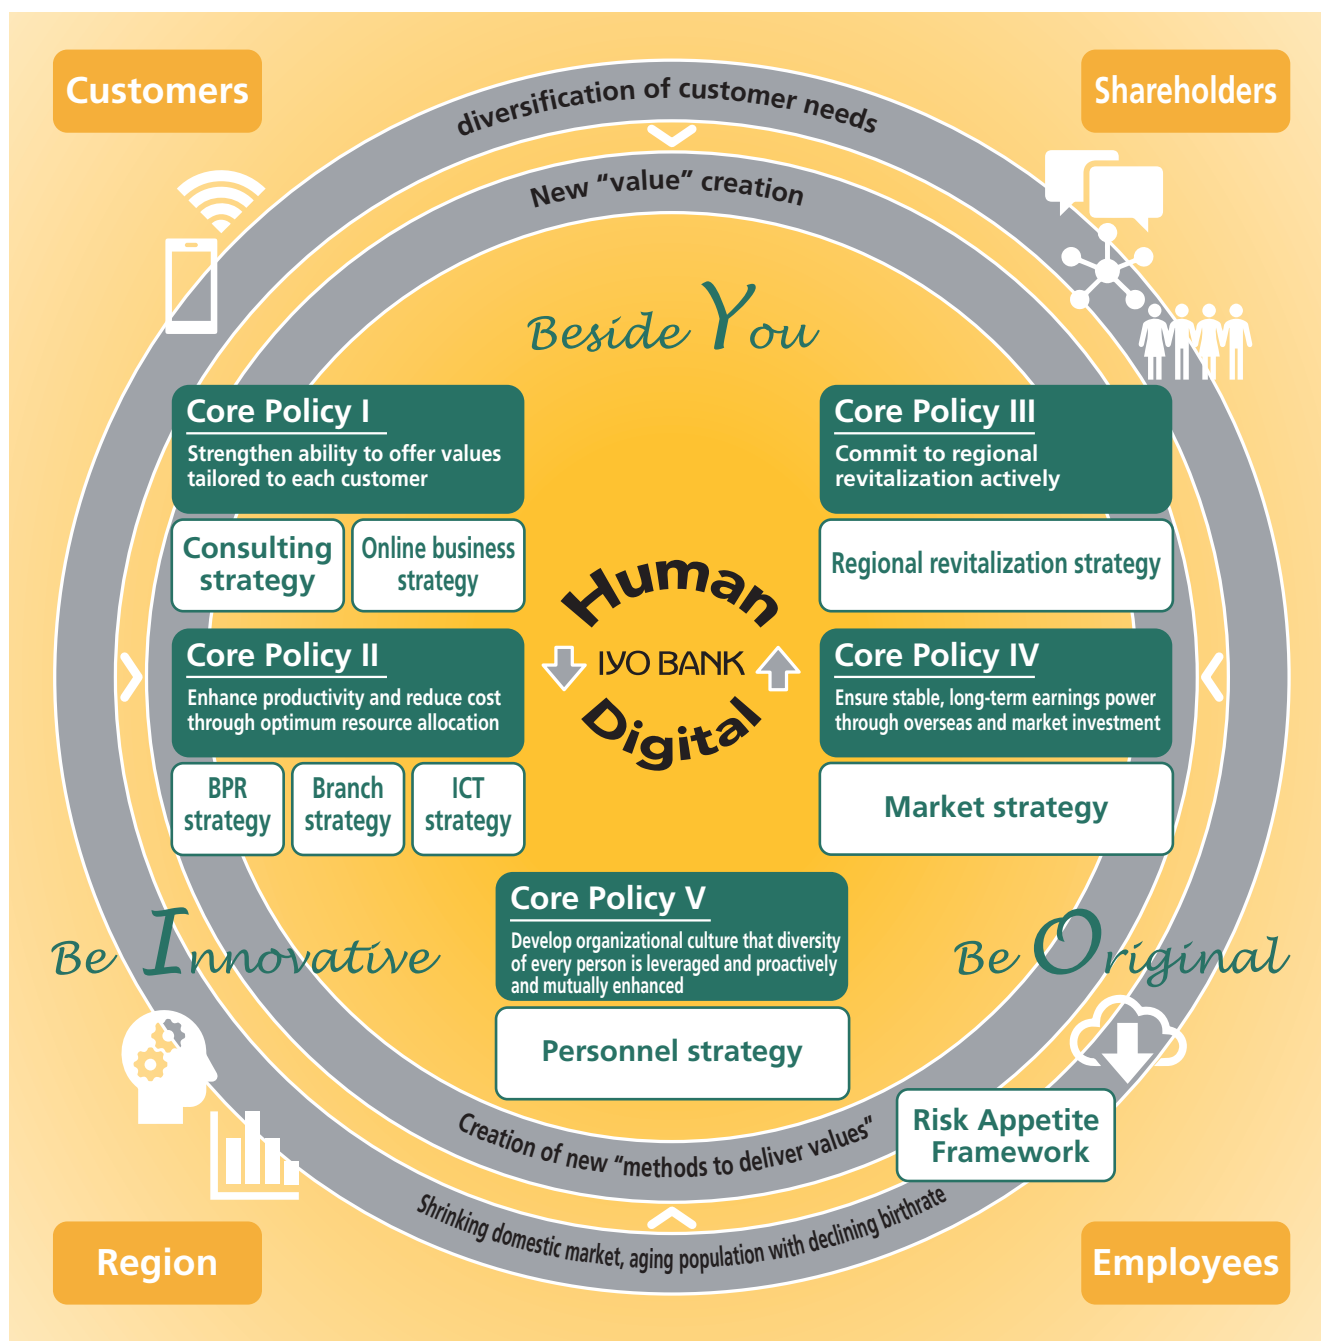 Customers
Shareholders
diversification of customer needs
New “value” creation
Beside You
Core Policy I
Strengthen ability to offer values
tailored to each customer
Consulting
strategy
Online business
strategy
Core Policy III
Commit to regional
revitalization actively
Regional revitalization strategy
Human
IYO BANK
Digital
Core Policy II
Enhance productivity and reduce cost
through optimum resource allocation
BPR
strategy
Branch
strategy
ICT
strategy
Core Policy IV
Ensure stable, long-term earnings power
through overseas and market investment
Market strategy
Core Policy V
Develop organizational culture that diversity
of every person is leveraged and proactively
and mutually enhanced
Personnel strategy
Be Innovative
Be Original
Risk Appetite
Framework
Creation of new “methods to deliver values”
Shrinking domestic market, aging population with declining birthrate
Region
Employees